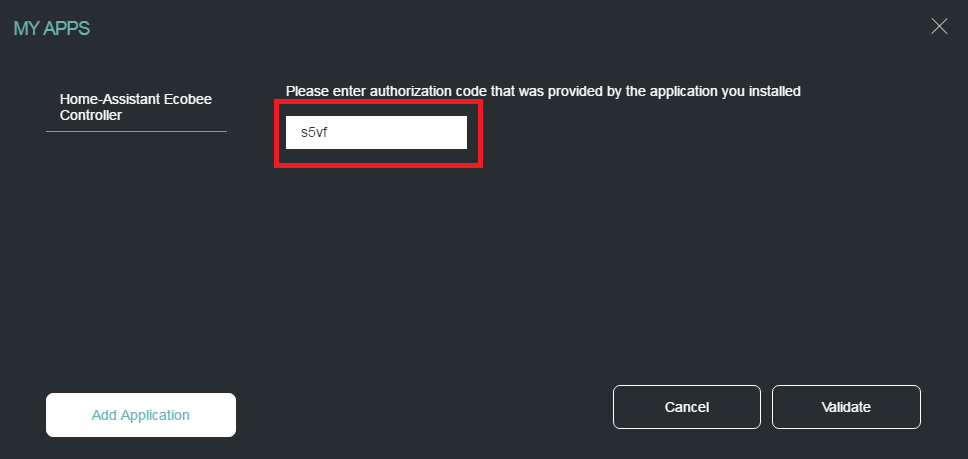 MY APPS
Home-Assistant Ecobee
Controller
Please enter authorization code that was provided by the application you installed
s5vf
Add Application
Cancel
Validate